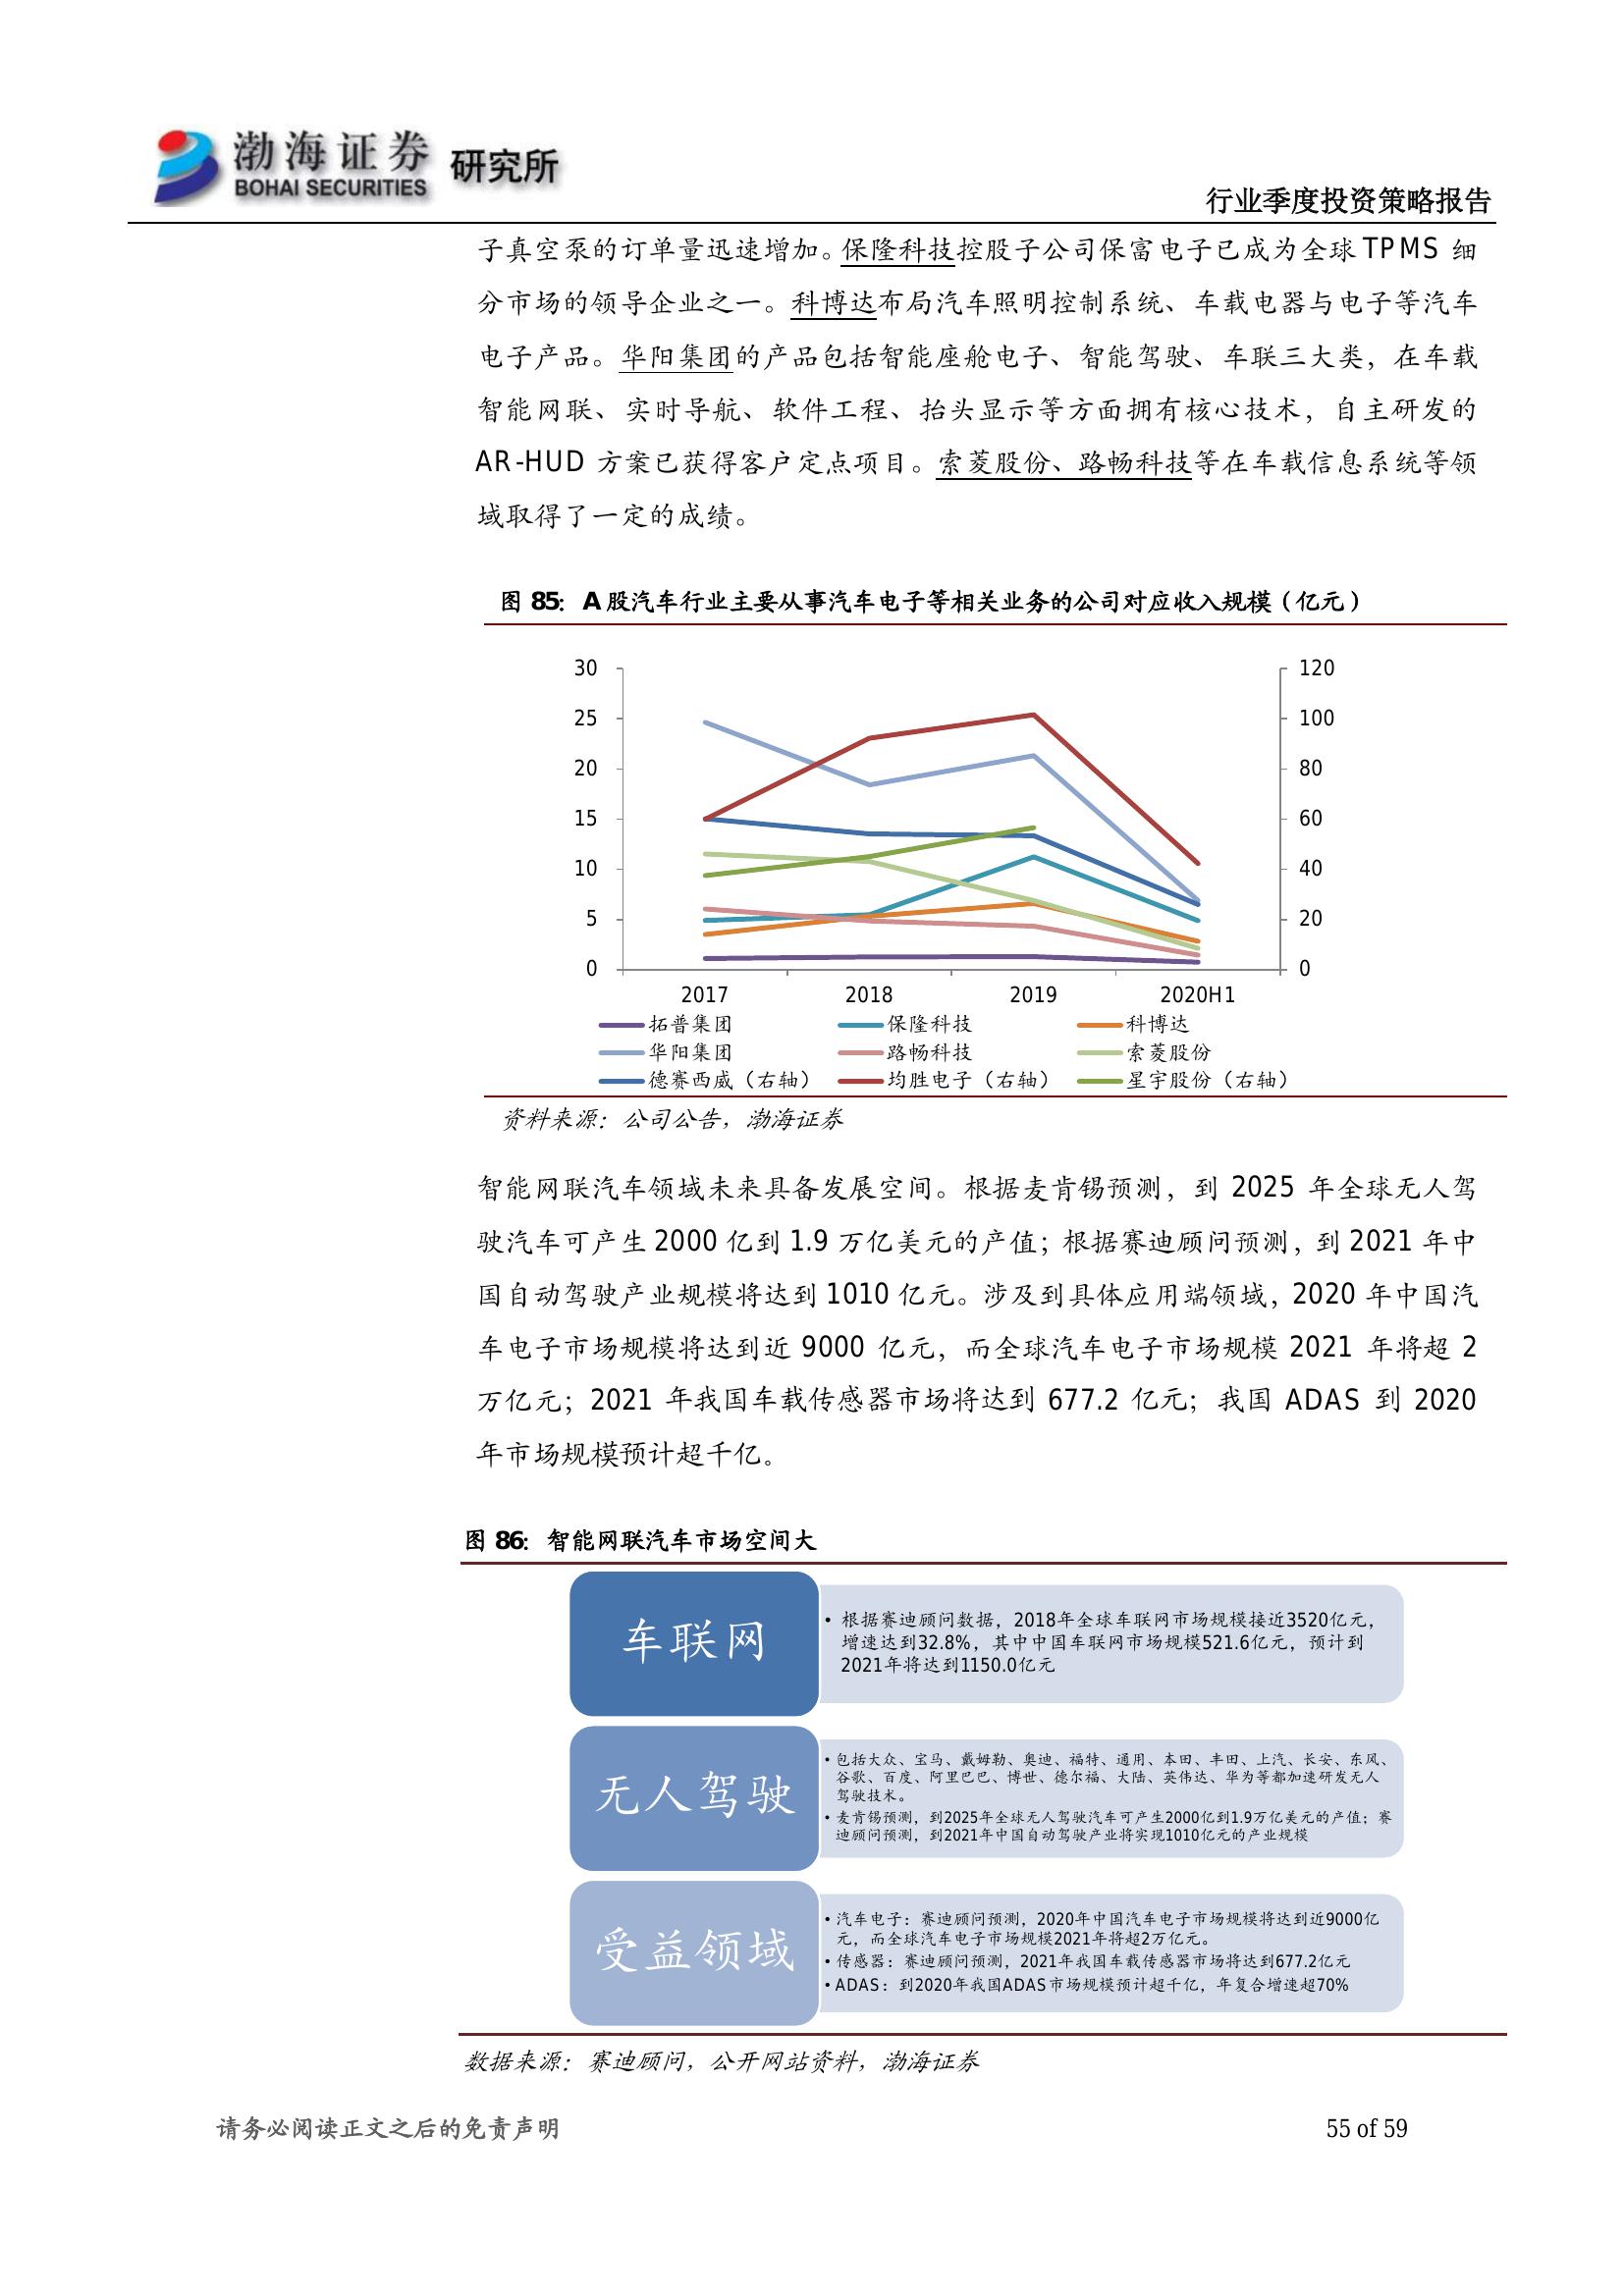 渤海证券 研究所
BOHAI SECURITIES
行业季度投资策略报告
子真空泵的订单量迅速增加。保隆科技控股子公司保富电子已成为全球 TPMS 细
分市场的领导企业之一。科博达布局汽车照明控制系统、车载电器与电子等汽车
电子产品。华阳集团的产品包括智能座舱电子、智能驾驶、车联三大类，在车载
智能网联、实时导航、软件工程、抬头显示等方面拥有核心技术，自主研发的
AR-HUD 方案已获得客户定点项目。索菱股份、路畅科技等在车载信息系统等领
域取得了一定的成绩。
图 85：A 股汽车行业主要从事汽车电子等相关业务的公司对应收入规模（亿元）
30 120
25 100
20 80
15 60
10 40
5 20
0 0
2017 2018 2019 2020H1
拓普集团 保隆科技 科博达
华阳集团 路畅科技 索菱股份
德赛西威（右轴） 均胜电子（右轴） 星宇股份（右轴）
资料来源：公司公告，渤海证券
智能网联汽车领域未来具备发展空间。根据麦肯锡预测，到 2025 年全球无人驾
驶汽车可产生 2000 亿到 1.9 万亿美元的产值；根据赛迪顾问预测，到 2021 年中
国自动驾驶产业规模将达到 1010 亿元。涉及到具体应用端领域，2020 年中国汽
车电子市场规模将达到近 9000 亿元，而全球汽车电子市场规模 2021 年将超 2
万亿元；2021 年我国车载传感器市场将达到 677.2 亿元；我国 ADAS 到 2020
年市场规模预计超千亿。
图 86：智能网联汽车市场空间大
车联网
• 根据赛迪顾问数据，2018年全球车联网市场规模接近3520亿元，
增速达到32.8%，其中中国车联网市场规模521.6亿元，预计到
2021年将达到1150.0亿元
无人驾驶
• 包括大众、宝马、戴姆勒、奥迪、福特、通用、本田、丰田、上汽、长安、东风、
谷歌、百度、阿里巴巴、博世、德尔福、大陆、英伟达、华为等都加速研发无人
驾驶技术。
• 麦肯锡预测，到2025年全球无人驾驶汽车可产生2000亿到1.9万亿美元的产值；赛
迪顾问预测，到2021年中国自动驾驶产业将实现1010亿元的产业规模
受益领域
• 汽车电子：赛迪顾问预测，2020年中国汽车电子市场规模将达到近9000亿
元，而全球汽车电子市场规模2021年将超2万亿元。
• 传感器：赛迪顾问预测，2021年我国车载传感器市场将达到677.2亿元
• ADAS：到2020年我国ADAS市场规模预计超千亿，年复合增速超70%
数据来源：赛迪顾问，公开网站资料，渤海证券
请务必阅读正文之后的免责声明 55 of 59